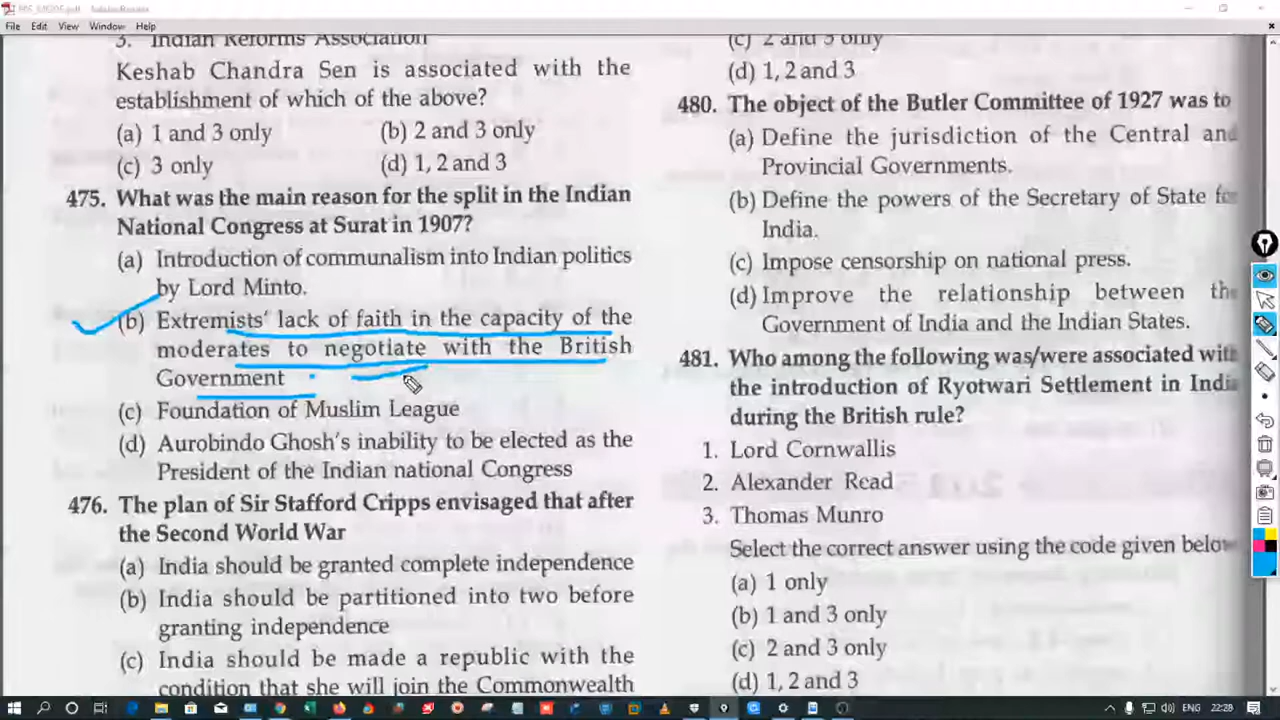 File Edit View Window Help
3. Indian Reforms Association
Keshab Chandra Sen is associated with the
establishment of which of the above?
(a) 1 and 3 only (b) 2 and 3 only
(c) 3 only (d) 1, 2 and 3
475. What was the main reason for the split in the Indian
National Congress at Surat in 1907?
(a) Introduction of communalism into Indian politics
by Lord Minto.
(b) Extremists' lack of faith in the capacity of the
moderates to negotiate with the British
Government
(c) Foundation of Muslim League
(d) Aurobindo Ghosh's inability to be elected as the
President of the Indian national Congress
476. The plan of Sir Stafford Cripps envisaged that after
the Second World War
(a) India should be granted complete independence
(b) India should be partitioned into two before
granting independence
(c) India should be made a republic with the
condition that she will join the Commonwealth
(c) 2 and 3 only
(d) 1, 2 and 3
480. The object of the Butler Committee of 1927 was to
(a) Define the jurisdiction of the Central and
Provincial Governments.
(b) Define the powers of the Secretary of State for
India.
(c) Impose censorship on national press.
(d) Improve the relationship between the
Government of India and the Indian States.
481. Who among the following was/were associated with
the introduction of Ryotwari Settlement in India
during the British rule?
1. Lord Cornwallis
2. Alexander Read
3. Thomas Munro
Select the correct answer using the code given below
(a) 1 only
(b) 1 and 3 only
(c) 2 and 3 only
(d) 1, 2 and 3
ENG 22:28